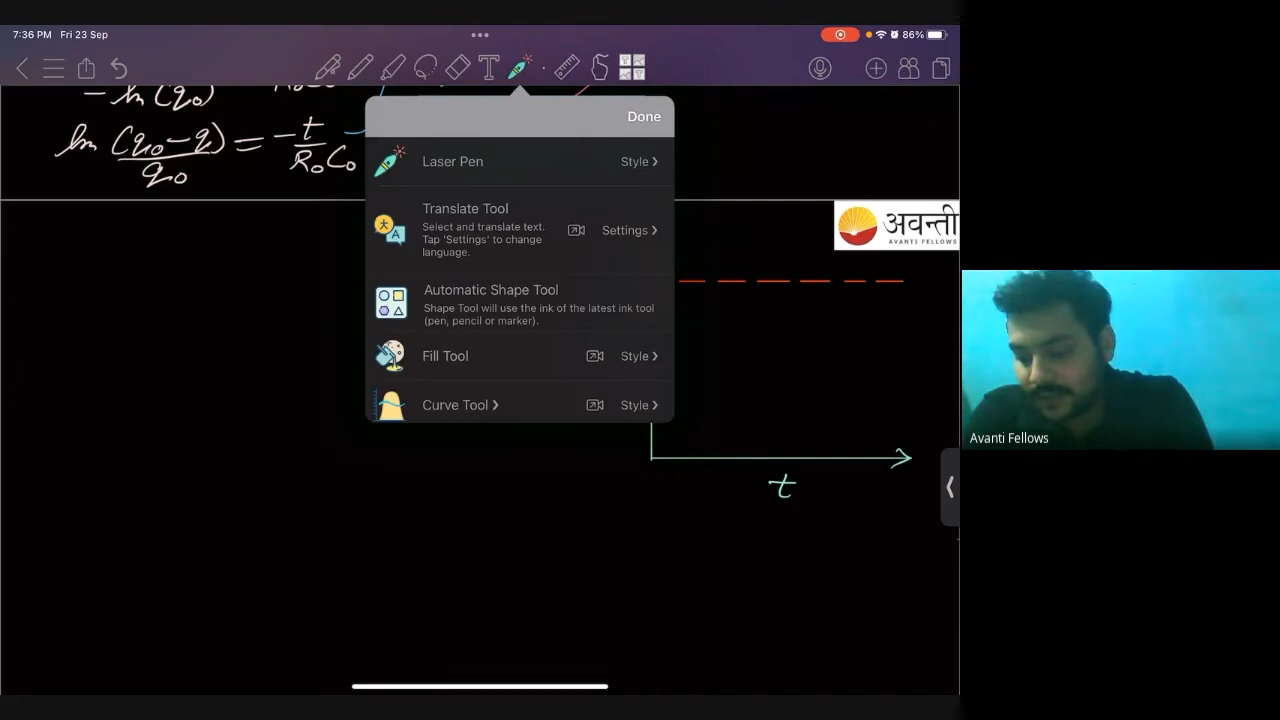 7:36 PM Fri 23 Sep
86%
- ln (q₀)
ln (q₀-q)/q₀ = -t/R₀C₀
Done
Laser Pen
Style
Translate Tool
Select and translate text.
Tap 'Settings' to change
language.
Settings
Automatic Shape Tool
Shape Tool will use the ink of the latest ink tool
(pen, pencil or marker).
Fill Tool
Style
Curve Tool
Style
अवन्ती
AVANTI FELLOWS
t
Avanti Fellows